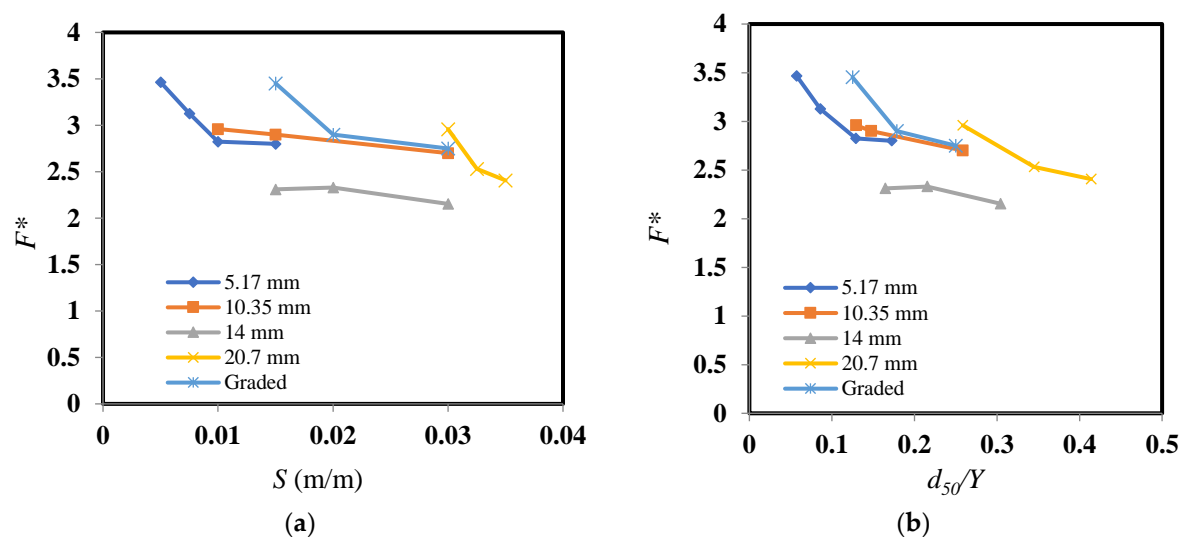 4
3.5
3
2.5
2
1.5
1
0.5
0
F*
5.17 mm
10.35 mm
14 mm
20.7 mm
Graded
0 0.01 0.02 0.03 0.04
S (m/m)
(a)
4
3.5
3
2.5
2
1.5
1
0.5
0
F*
5.17 mm
10.35 mm
14 mm
20.7 mm
Graded
0 0.1 0.2 0.3 0.4 0.5
d50/Y
(b)